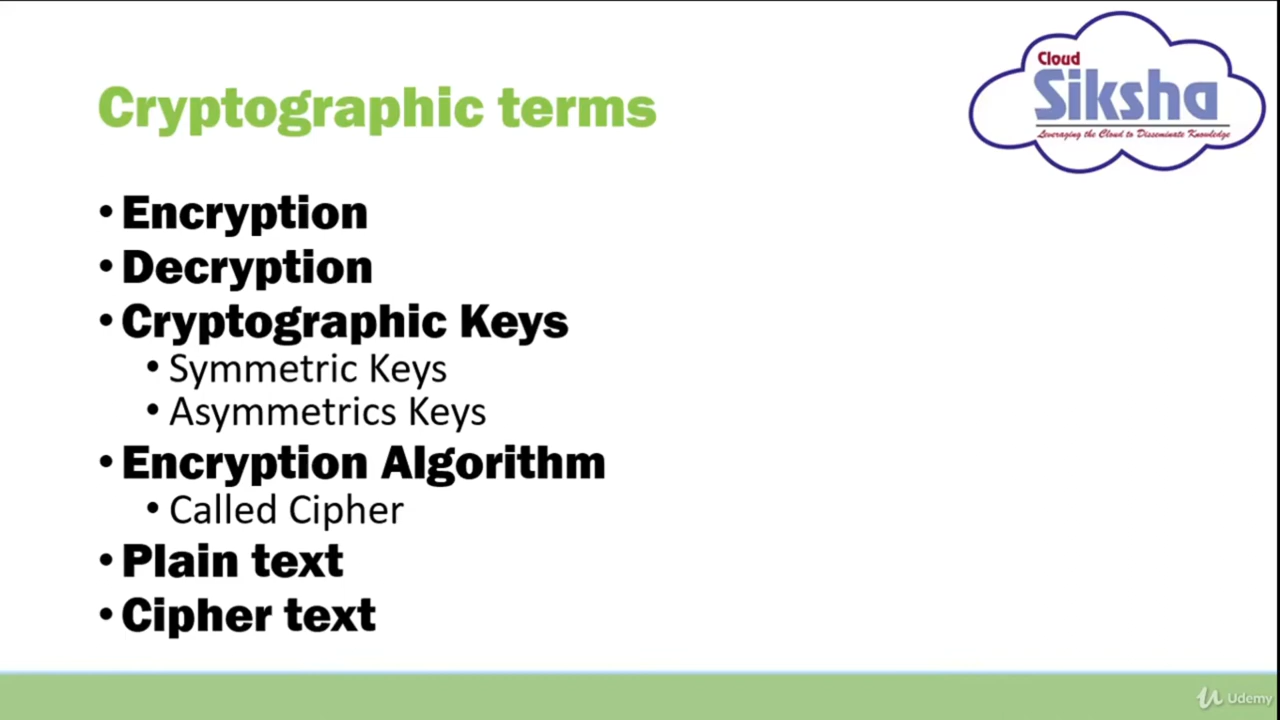 Cloud
Siksha
Leveraging the Cloud to Disseminate Knowledge
Cryptographic terms
• Encryption
• Decryption
• Cryptographic Keys
• Symmetric Keys
• Asymmetrics Keys
• Encryption Algorithm
• Called Cipher
• Plain text
• Cipher text
Udemy